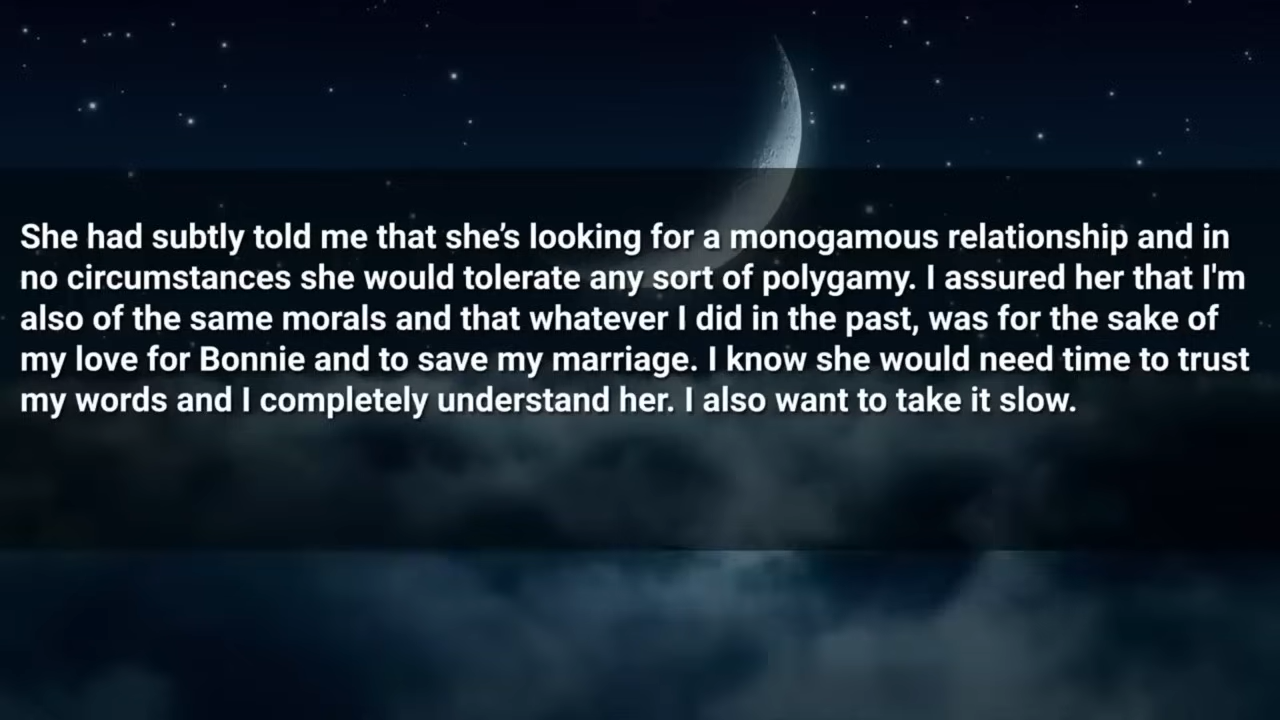 She had subtly told me that she’s looking for a monogamous relationship and in
no circumstances she would tolerate any sort of polygamy. I assured her that I'm
also of the same morals and that whatever I did in the past, was for the sake of
my love for Bonnie and to save my marriage. I know she would need time to trust
my words and I completely understand her. I also want to take it slow.